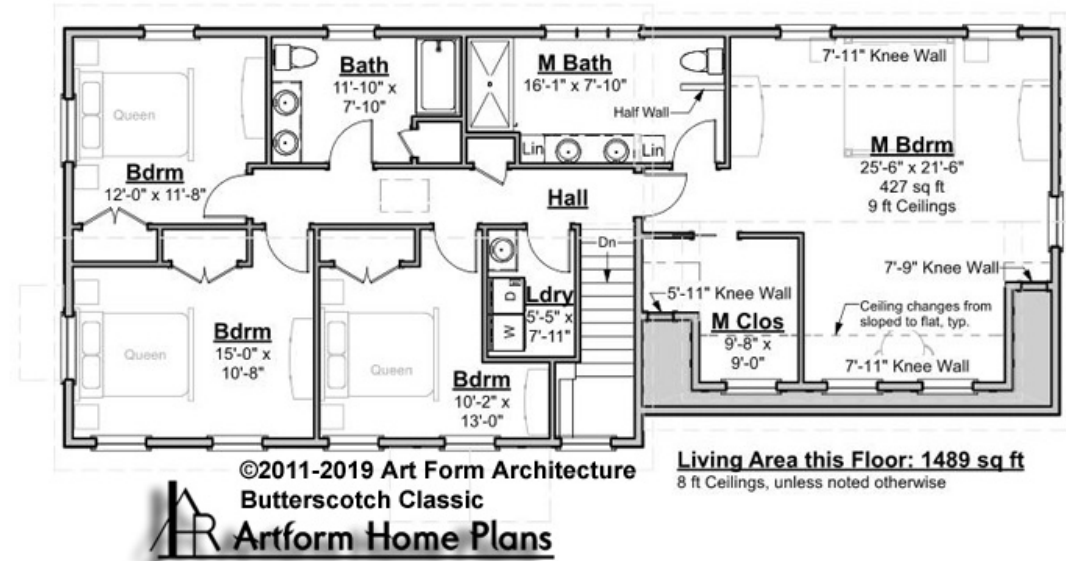 Queen
Bdrm
12'-0" x 11'-8"
Bath
11'-10" x
7'-10"
M Bath
16'-1" x 7'-10"
Half Wall
Lin
Lin
7'-11" Knee Wall
M Bdrm
25'-6" x 21'-6"
427 sq ft
9 ft Ceilings
Hall
Dn
7'-9" Knee Wall
Queen
Bdrm
15'-0" x
10'-8"
Queen
Bdrm
10'-2" x
13'-0"
D
W
Ldry
5'-5" x
7'-11"
5'-11" Knee Wall
M Clos
9'-8" x
9'-0"
Ceiling changes from
sloped to flat, typ.
7'-11" Knee Wall
©2011-2019 Art Form Architecture
Butterscotch Classic
Artform Home Plans
Living Area this Floor: 1489 sq ft
8 ft Ceilings, unless noted otherwise